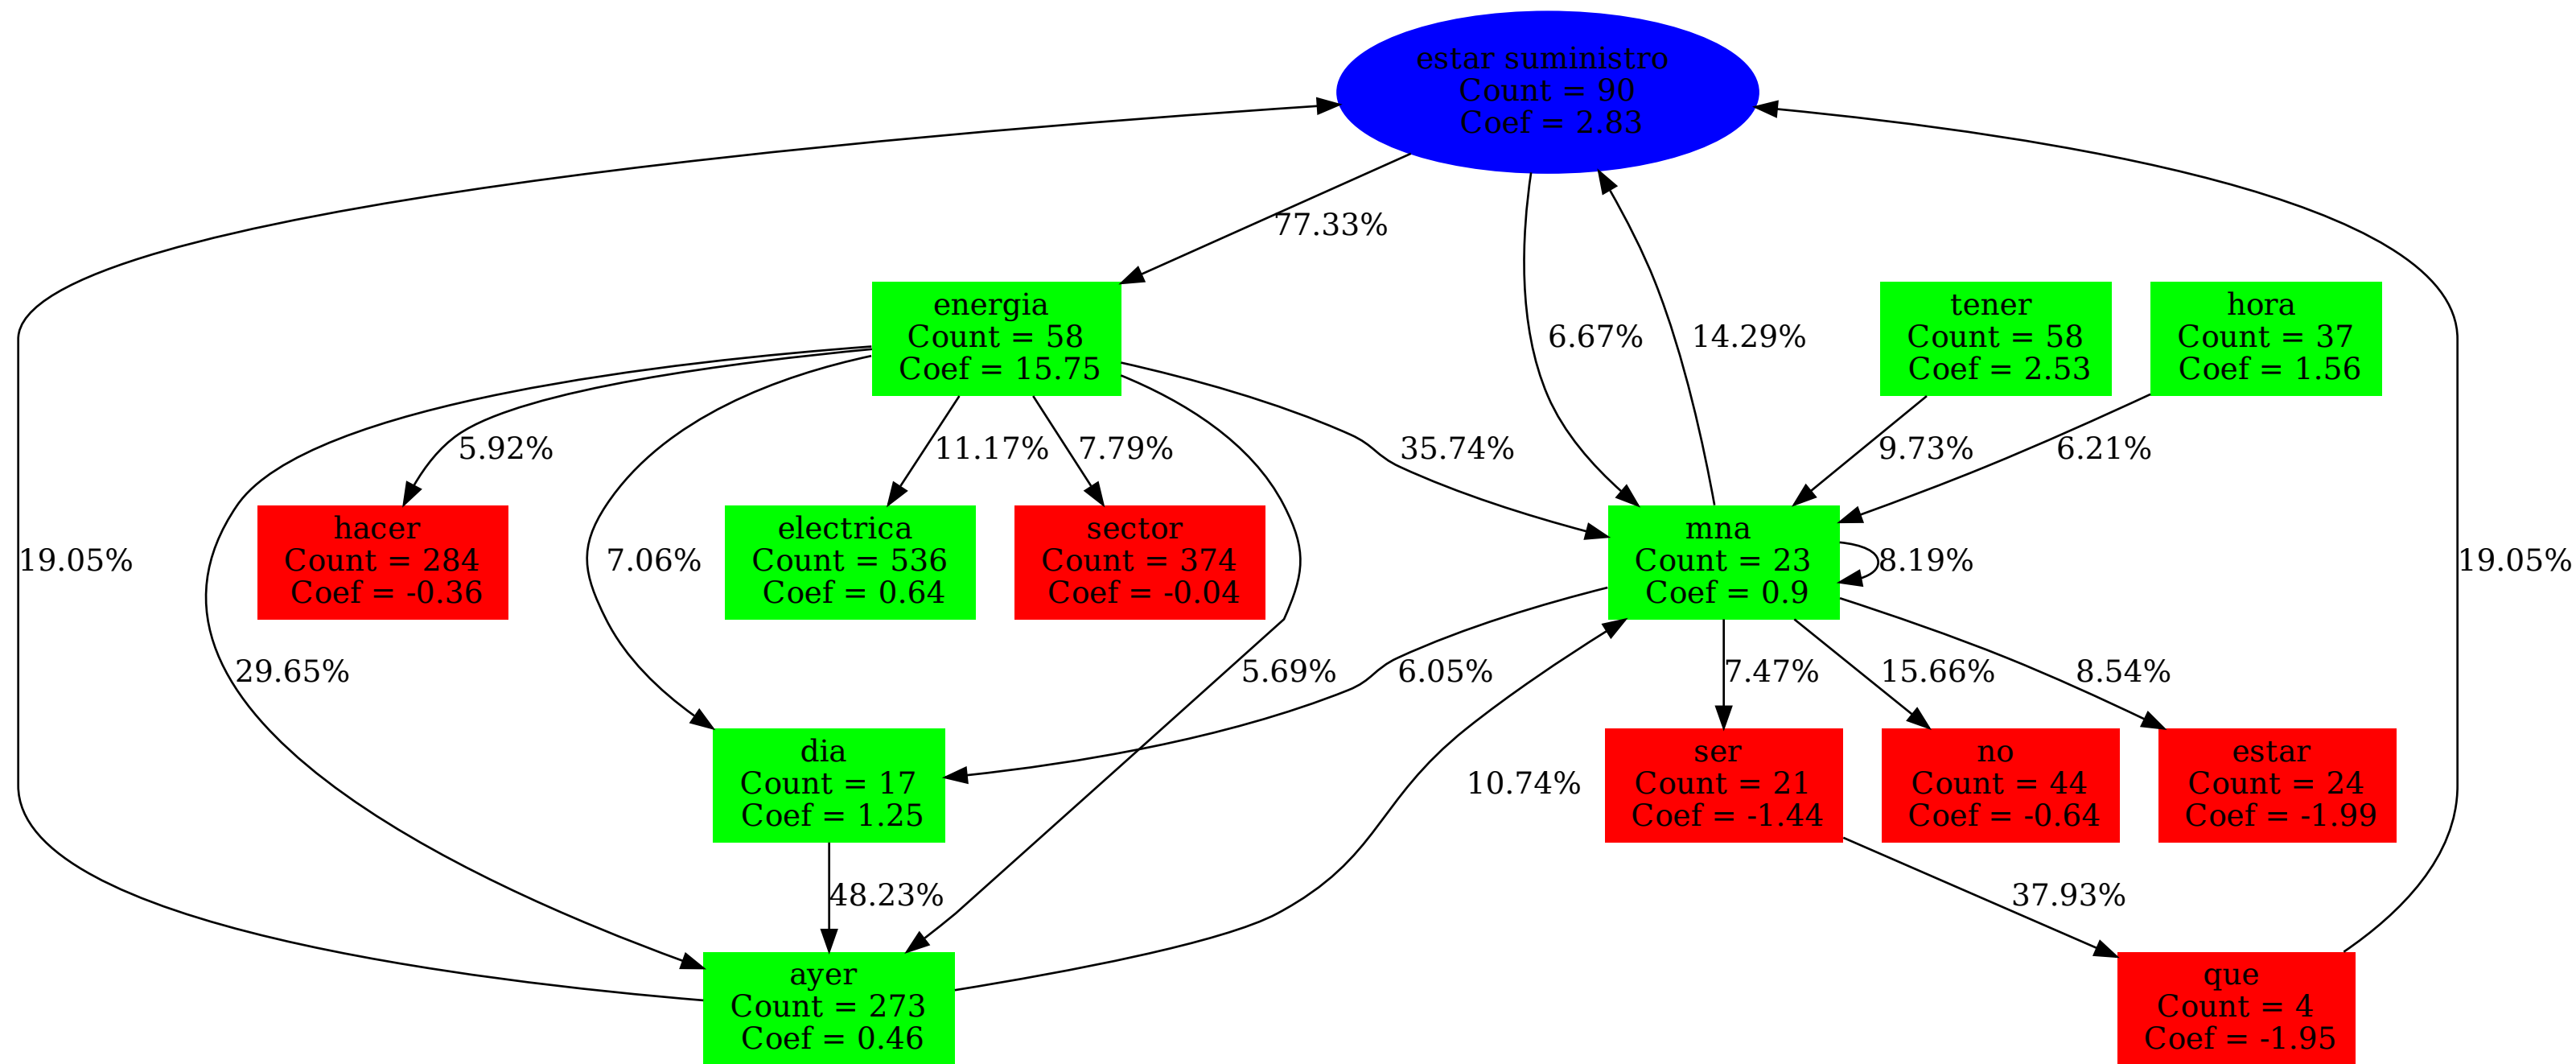 estar suministro
Count = 90
Coef = 2.83
77.33%
energia
Count = 58
Coef = 15.75
6.67%
14.29%
tener
Count = 58
Coef = 2.53
hora
Count = 37
Coef = 1.56
5.92%
11.17%
7.79%
35.74%
9.73%
6.21%
19.05%
hacer
Count = 284
Coef = -0.36
7.06%
electrica
Count = 536
Coef = 0.64
sector
Count = 374
Coef = -0.04
mna
Count = 23
Coef = 0.9
8.19%
19.05%
29.65%
5.69%
6.05%
7.47%
15.66%
8.54%
dia
Count = 17
Coef = 1.25
10.74%
ser
Count = 21
Coef = -1.44
no
Count = 44
Coef = -0.64
estar
Count = 24
Coef = -1.99
48.23%
37.93%
ayer
Count = 273
Coef = 0.46
que
Count = 4
Coef = -1.95